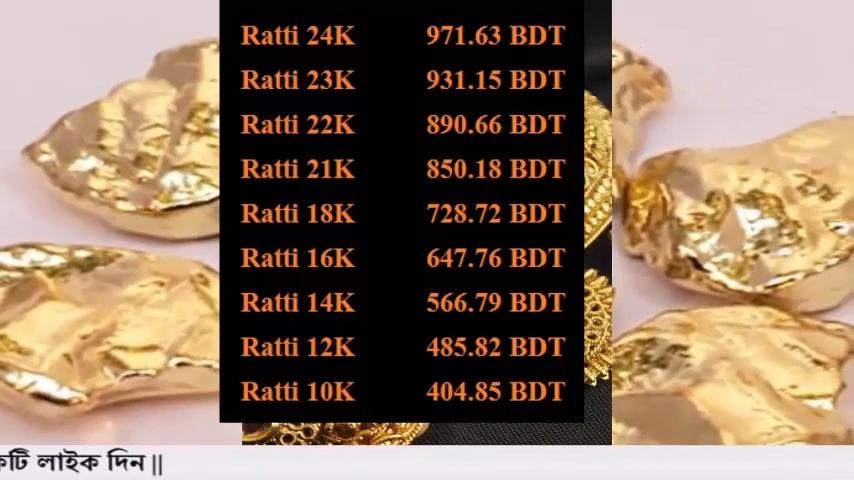 Ratti 24K 971.63 BDT
Ratti 23K 931.15 BDT
Ratti 22K 890.66 BDT
Ratti 21K 850.18 BDT
Ratti 18K 728.72 BDT
Ratti 16K 647.76 BDT
Ratti 14K 566.79 BDT
Ratti 12K 485.82 BDT
Ratti 10K 404.85 BDT
লাইক দিন ||